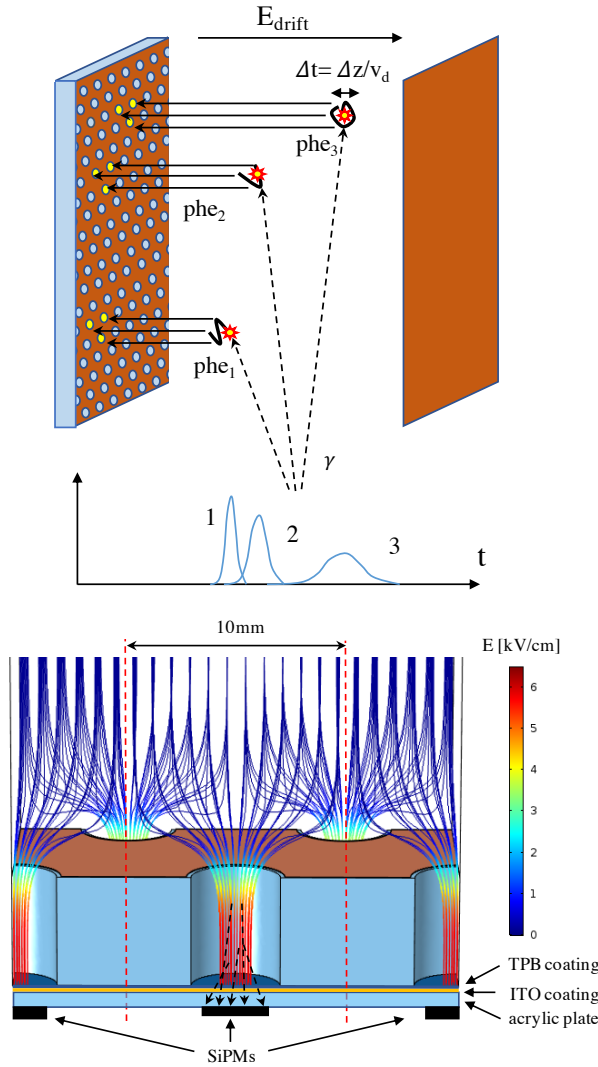 E_drift
Δt= Δz/v_d
phe_3
phe_2
phe_1
γ
1
2
3
t
10mm
E [kV/cm]
6
5
4
3
2
1
0
TPB coating
ITO coating
acrylic plate
SiPMs